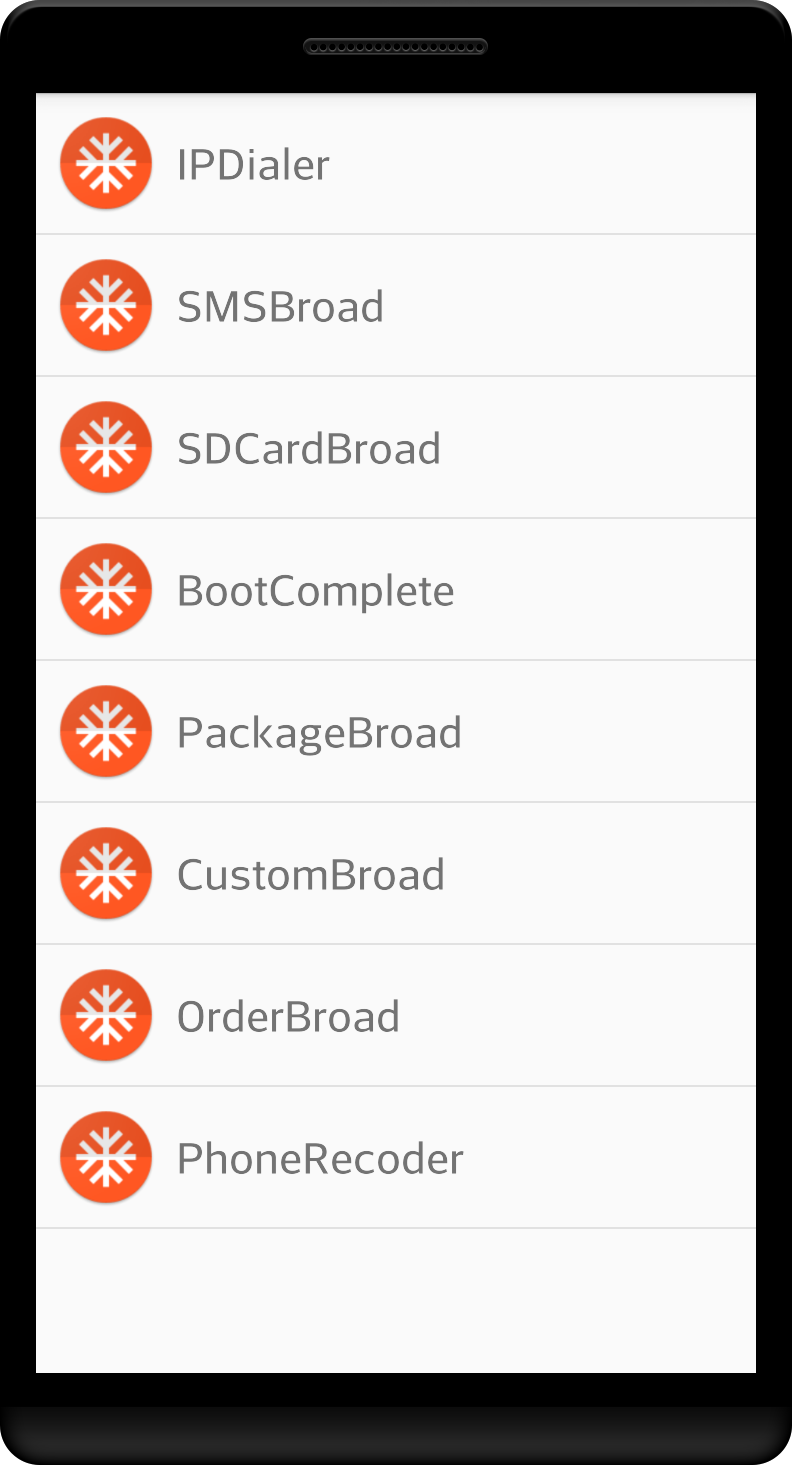 IPDialer
SMSBroad
SDCardBroad
BootComplete
PackageBroad
CustomBroad
OrderBroad
PhoneRecoder